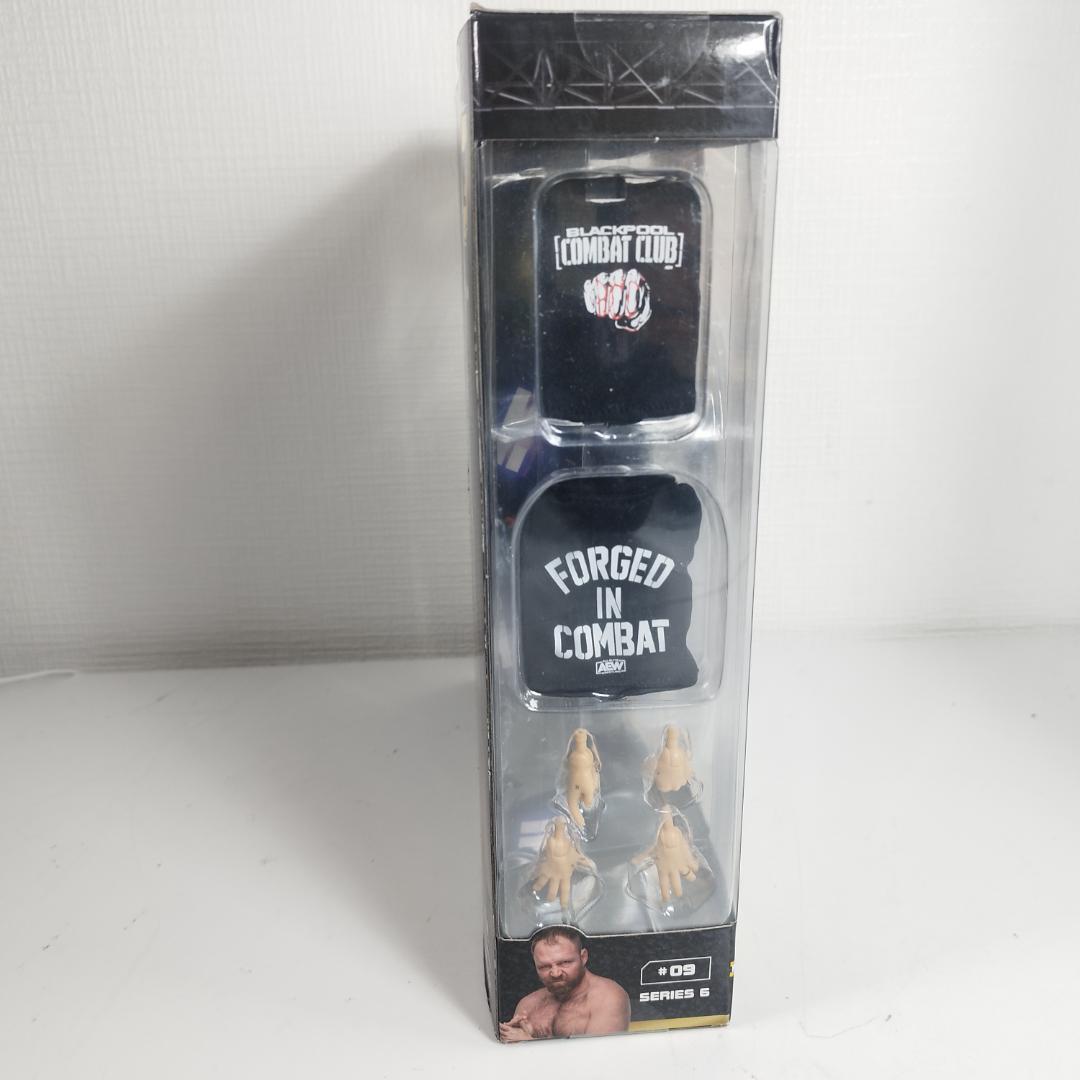 BLACKPOOL
[COMBAT CLUB]
FORGED
IN
COMBAT
AEW
#09
SERIES 6